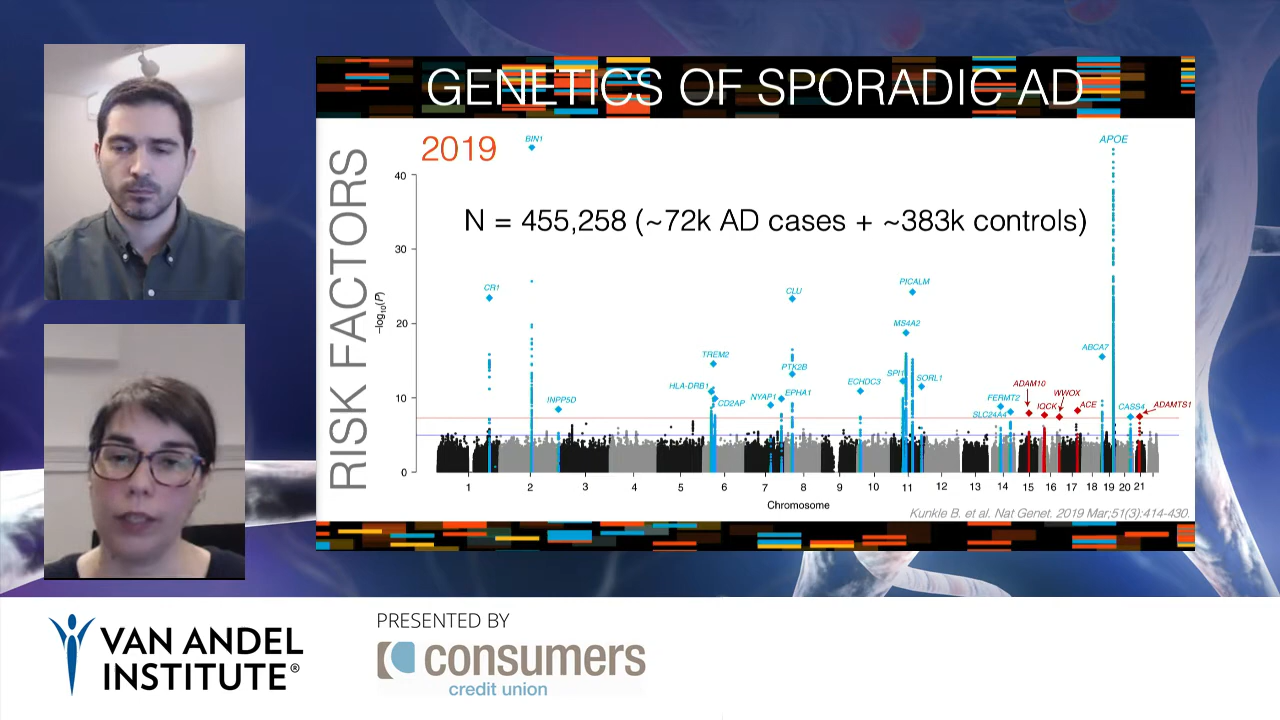 GENETICS OF SPORADIC AD
RISK FACTORS
2019
N = 455,258 (~72k AD cases + ~383k controls)
BIN1
APOE
CR1
CLU
PICALM
MS4A2
TREM2
PTK2B
ABCA7
HLA-DRB1
CD2AP
NYAP1
EPHA1
ECHDC3
SPI1
SORL1
INPP5D
FERMT2
SLC24A4
ADAM10
IQCK
WWOX
ACE
CASS4
ADAMTS1
–log10(P)
40
30
20
10
0
1 2 3 4 5 6 7 8 9 10 11 12 13 14 15 16 17 18 19 20 21
Chromosome
Kunkle B. et al. Nat Genet. 2019 Mar;51(3):414-430.
VAN ANDEL
INSTITUTE®
PRESENTED BY
consumers
credit union